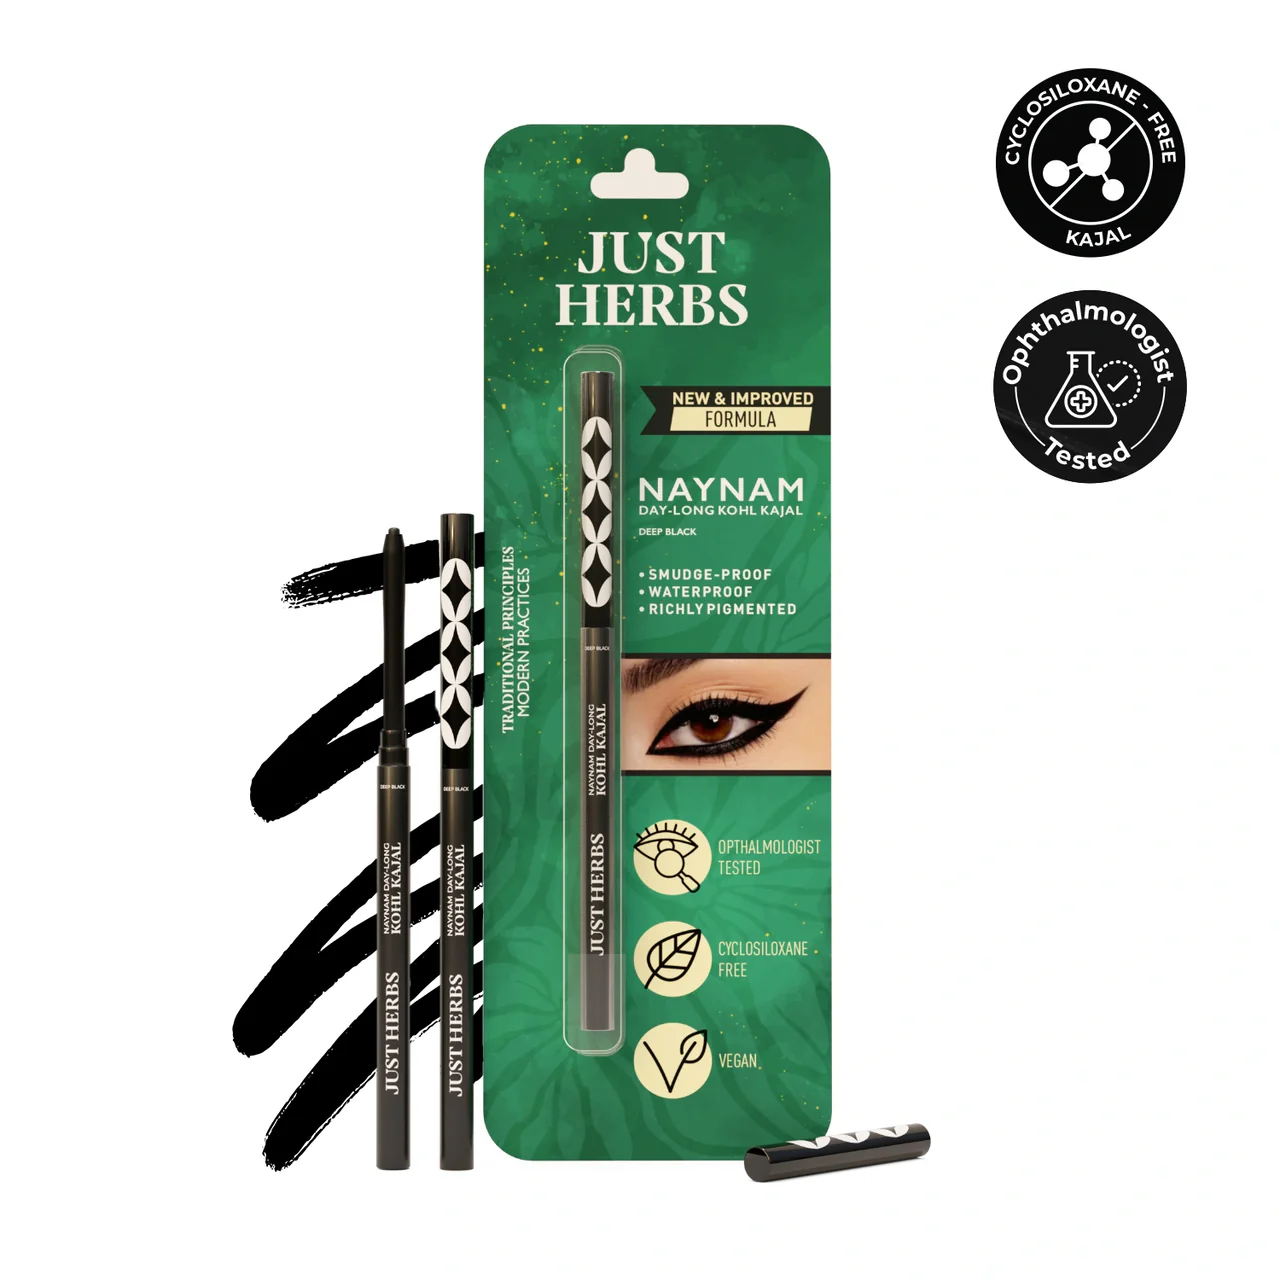 CYCLOSILOXANE - FREE
KAJAL
Ophthalmologist
Tested
JUST
HERBS
NEW & IMPROVED
FORMULA
NAYNAM
DAY-LONG KOHL KAJAL
DEEP BLACK
• SMUDGE-PROOF
• WATERPROOF
• RICHLY PIGMENTED
TRADITIONAL PRINCIPLES
MODERN PRACTICES
OPTHALMOLOGIST
TESTED
CYCLOSILOXANE
FREE
VEGAN
DEEP BLACK
NAYNAM DAY-LONG
KOHL KAJAL
JUST HERBS
DEEP BLACK
NAYNAM DAY-LONG
KOHL KAJAL
JUST HERBS
DEEP BLACK
NAYNAM DAY-LONG
KOHL KAJAL
JUST HERBS